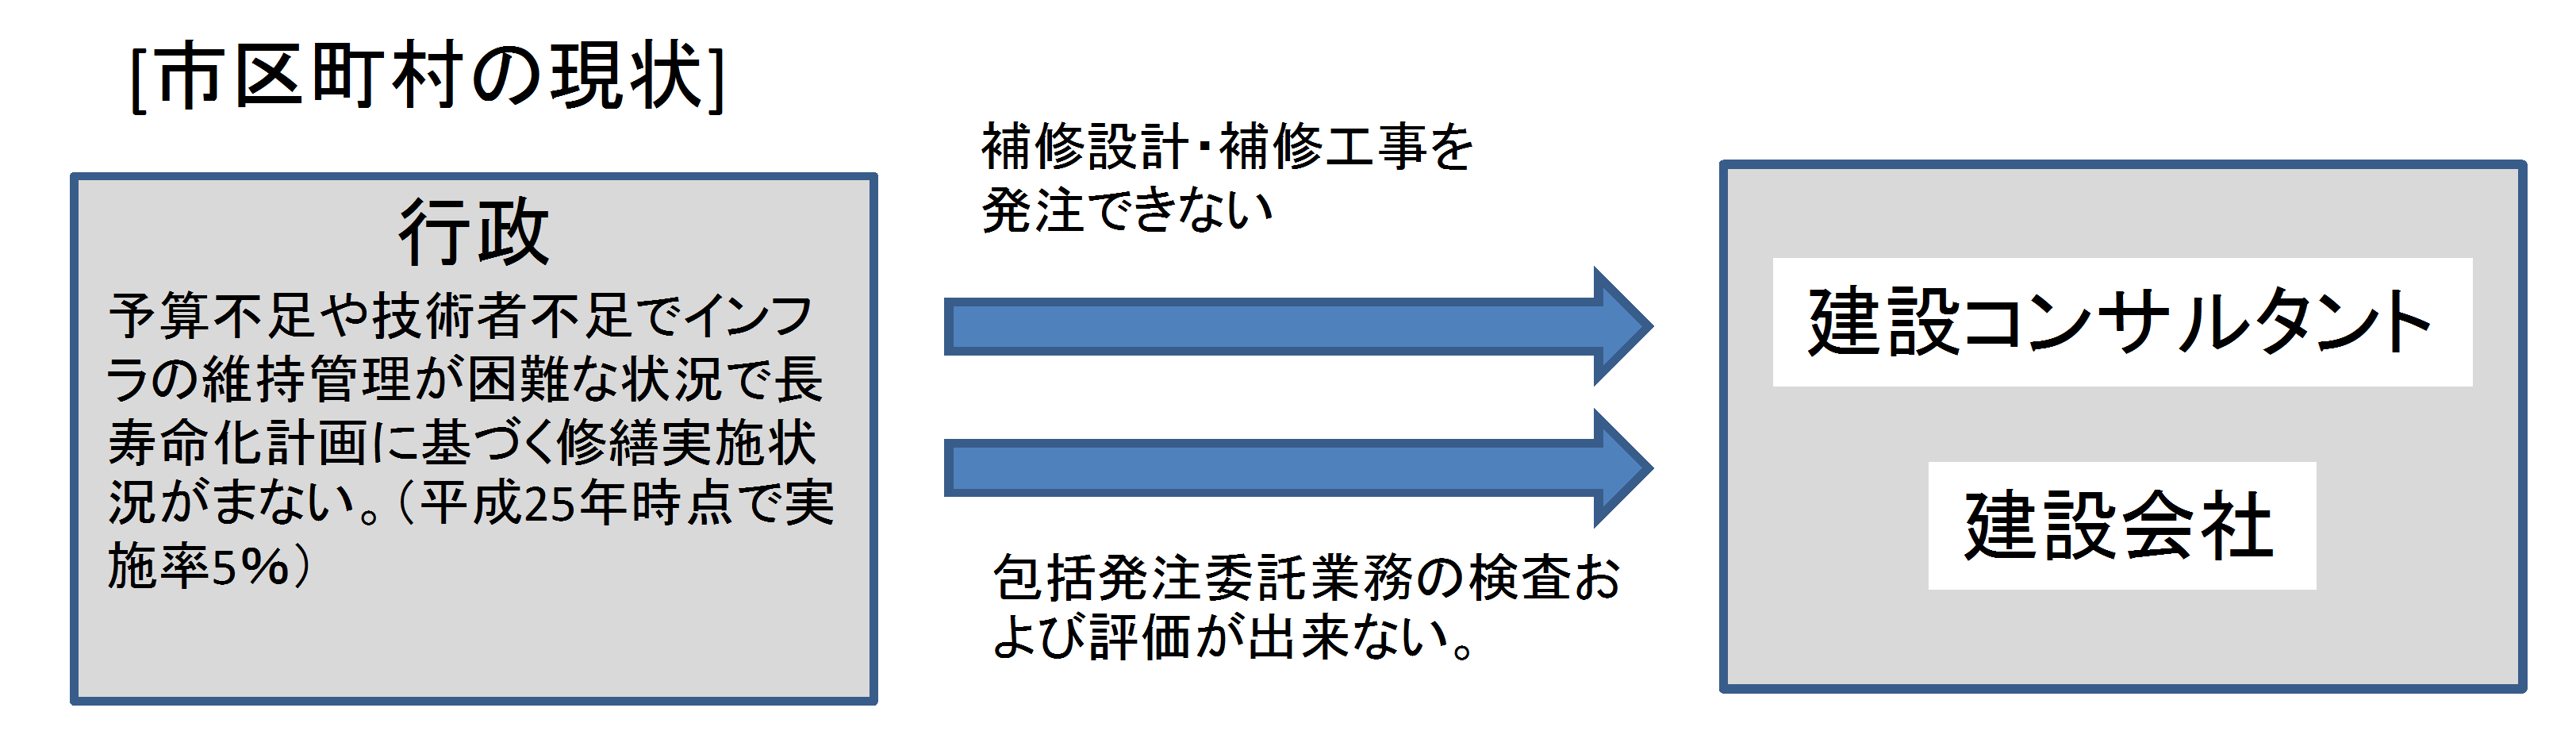 [市区町村の現状]
行政
予算不足や技術者不足でインフ
ラの維持管理が困難な状況で長
寿命化計画に基づく修繕実施状
況がまない。（平成25年時点で実
施率5％）
補修設計・補修工事を
発注できない
包括発注委託業務の検査お
よび評価が出来ない。
建設コンサルタント
建設会社